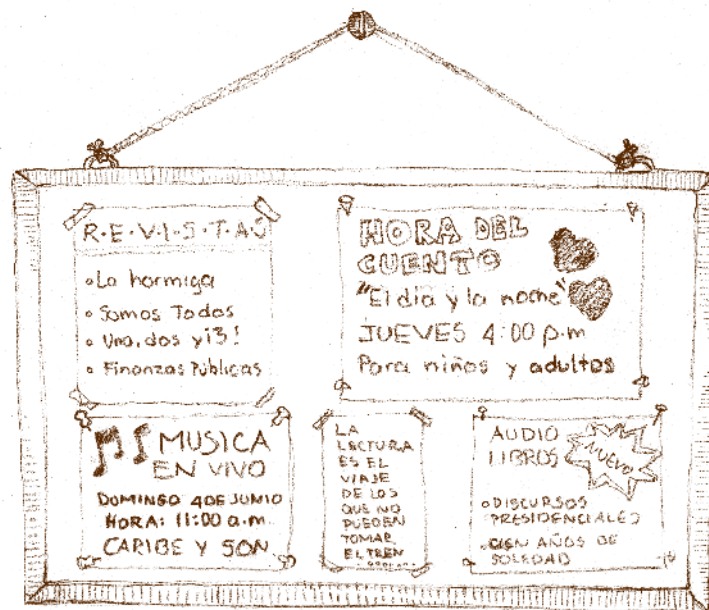 R·E·V·I·S·T·A·S
• La hormiga
• Somos Todos
• Uno, dos y ¡3!
• Finanzas Públicas
HORA DEL
CUENTO
"El día y la noche"
JUEVES 4:00 p.m
Para niños y adultos
MUSICA
EN VIVO
DOMINGO 4 DE JUNIO
HORA: 11:00 a.m.
CARIBE Y SON
LA
LECTURA
ES EL
VIAJE
DE LOS
QUE NO
PUEDEN
TOMAR
EL TREN
AUDIO
LIBROS
NUEVO
• DISCURSOS
PRESIDENCIALES
• CIEN AÑOS DE
SOLEDAD